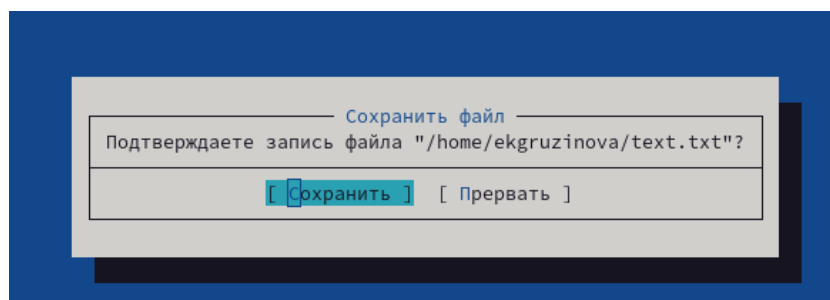 Сохранить файл
Подтверждаете запись файла "/home/ekgruzinova/text.txt"?
[ Сохранить ] [ Прервать ]